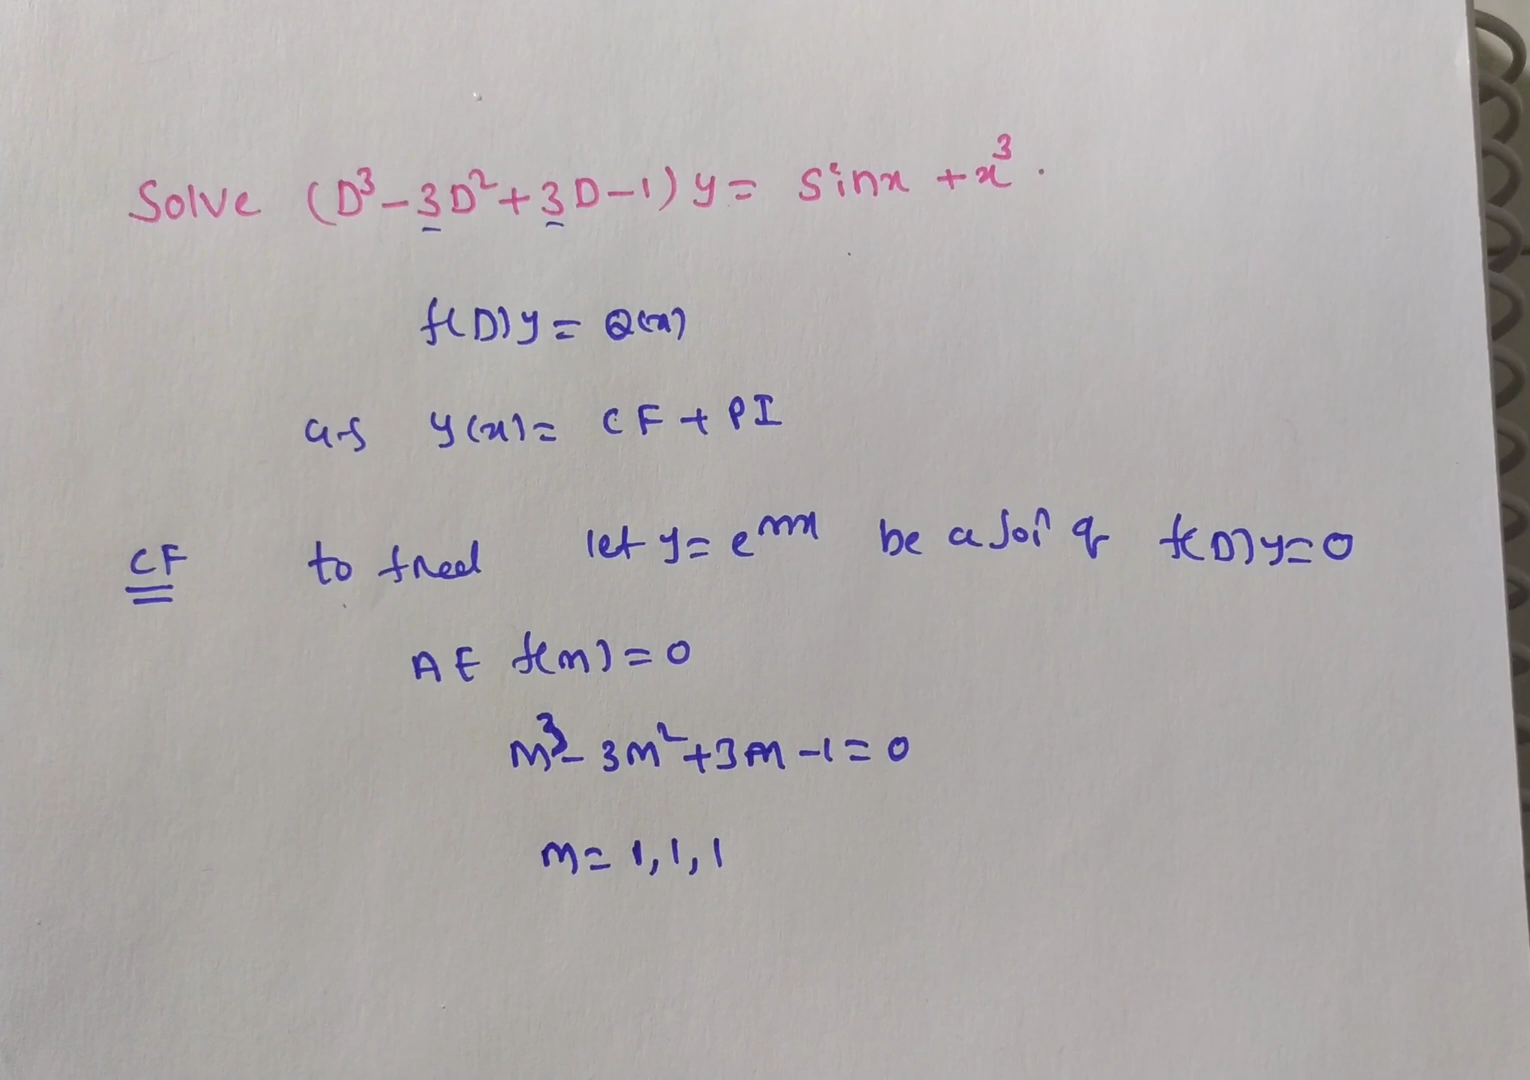 Solve (D³-3D²+3D-1)y = sinx + x³.
f(D)y = Q(x)
as y(x) = CF + PI
CF to find let y = e^mx be a soln of f(D)y=0
AE f(m) = 0
m³-3m²+3m-1=0
m = 1,1,1